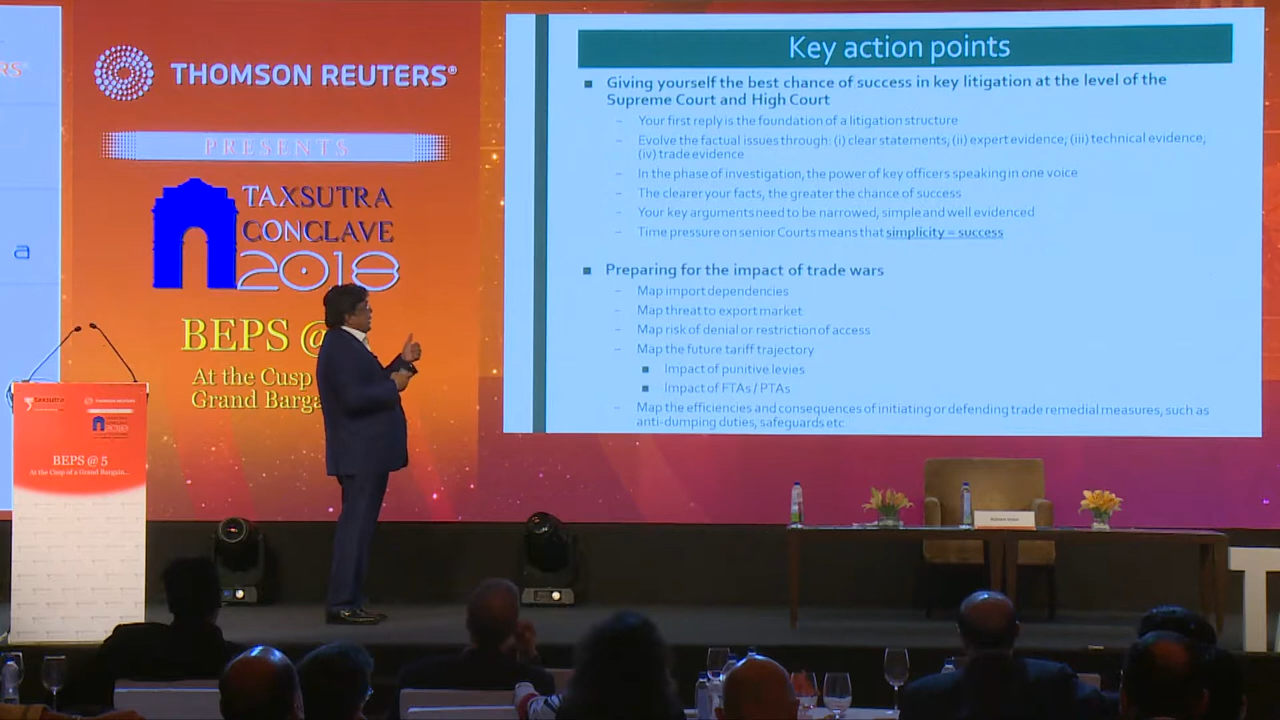 THOMSON REUTERS®
PRESENTS
TAXSUTRA
CONCLAVE
2018
BEPS @
At the Cusp
Grand Barga
Key action points
Giving yourself the best chance of success in key litigation at the level of the
Supreme Court and High Court
– Your first reply is the foundation of a litigation structure
– Evolve the factual issues through: (i) clear statements; (ii) expert evidence; (iii) technical evidence;
(iv) trade evidence
– In the phase of investigation, the power of key officers speaking in one voice
– The clearer your facts, the greater the chance of success
– Your key arguments need to be narrowed, simple and well evidenced
– Time pressure on senior Courts means that simplicity = success
Preparing for the impact of trade wars
– Map import dependencies
– Map threat to export market
– Map risk of denial or restriction of access
– Map the future tariff trajectory
Impact of punitive levies
Impact of FTAs / PTAs
– Map the efficiencies and consequences of initiating or defending trade remedial measures, such as
anti-dumping duties, safeguards etc
RS
a
taxsutra
THOMSON REUTERS
TAXSUTRA
CONCLAVE
2018
BEPS @ 5
At the Cusp of a Grand Bargain...
T